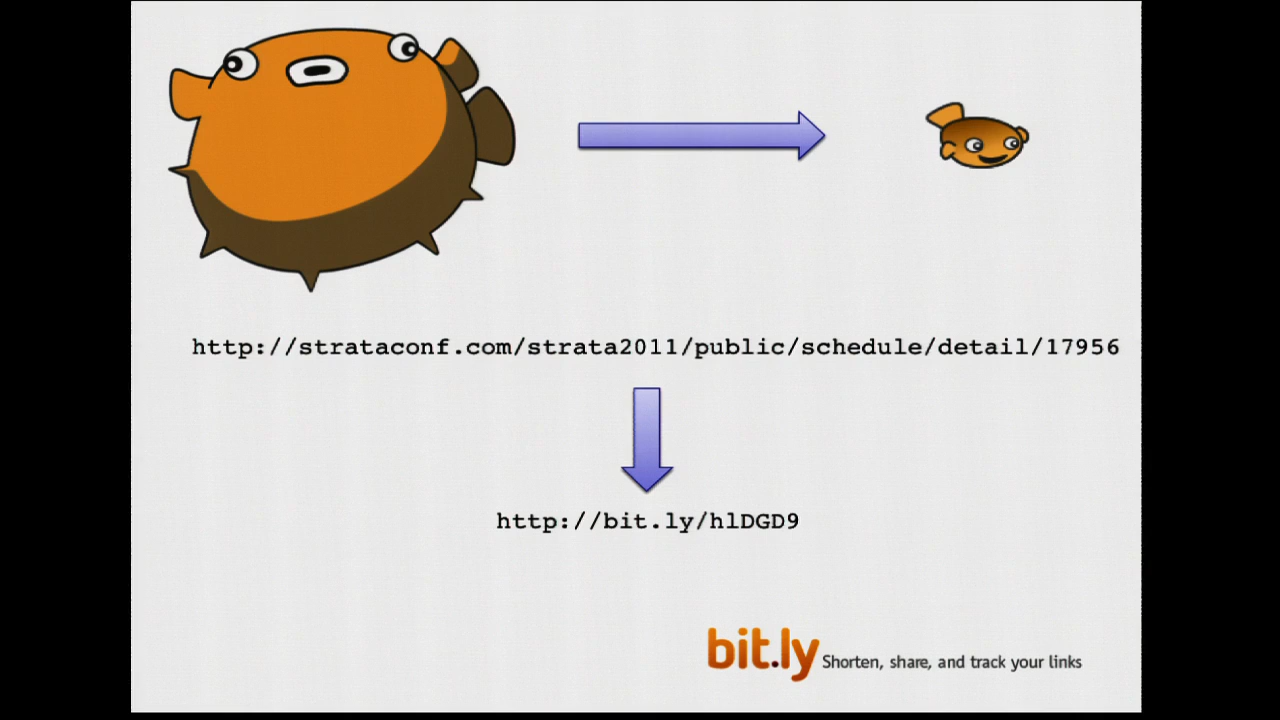 http://strataconf.com/strata2011/public/schedule/detail/17956
http://bit.ly/hlDGD9
bit.ly Shorten, share, and track your links